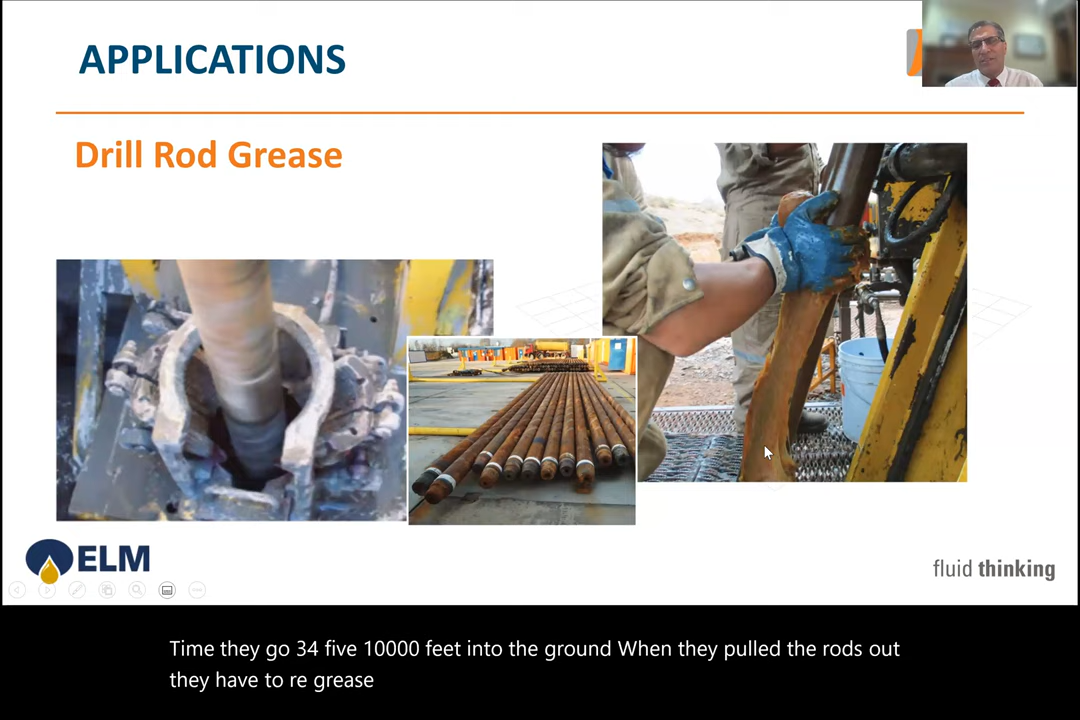 APPLICATIONS
Drill Rod Grease
ELM
fluid thinking
Time they go 34 five 10000 feet into the ground When they pulled the rods out
they have to re grease